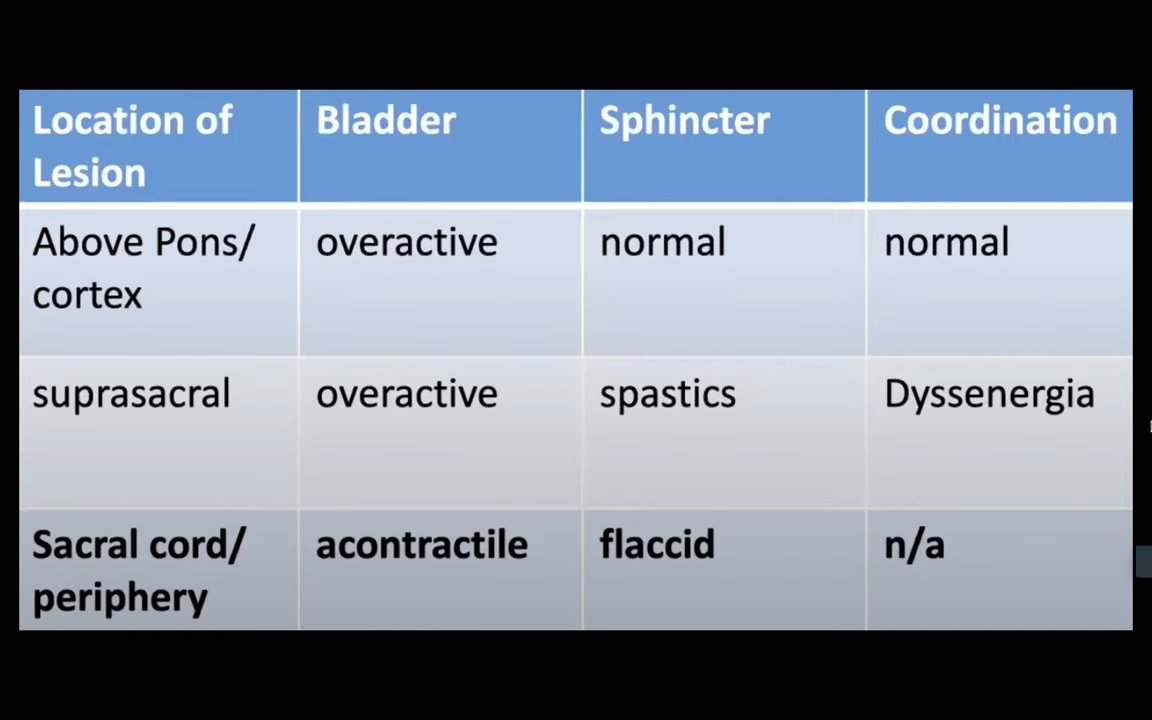 Location of Lesion Bladder Sphincter Coordination
Above Pons/ cortex overactive normal normal
suprasacral overactive spastics Dyssenergia
Sacral cord/ periphery acontractile flaccid n/a